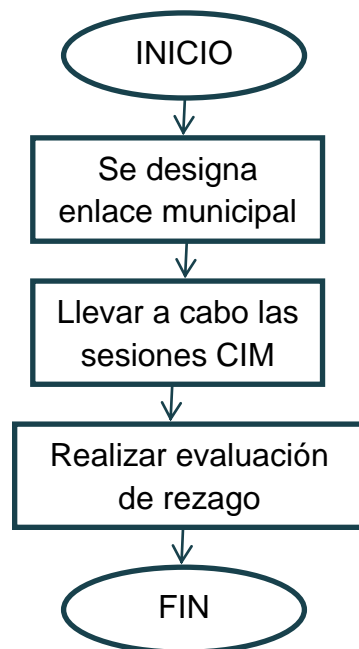 INICIO
Se designa
enlace municipal
Llevar a cabo las
sesiones CIM
Realizar evaluación
de rezago
FIN